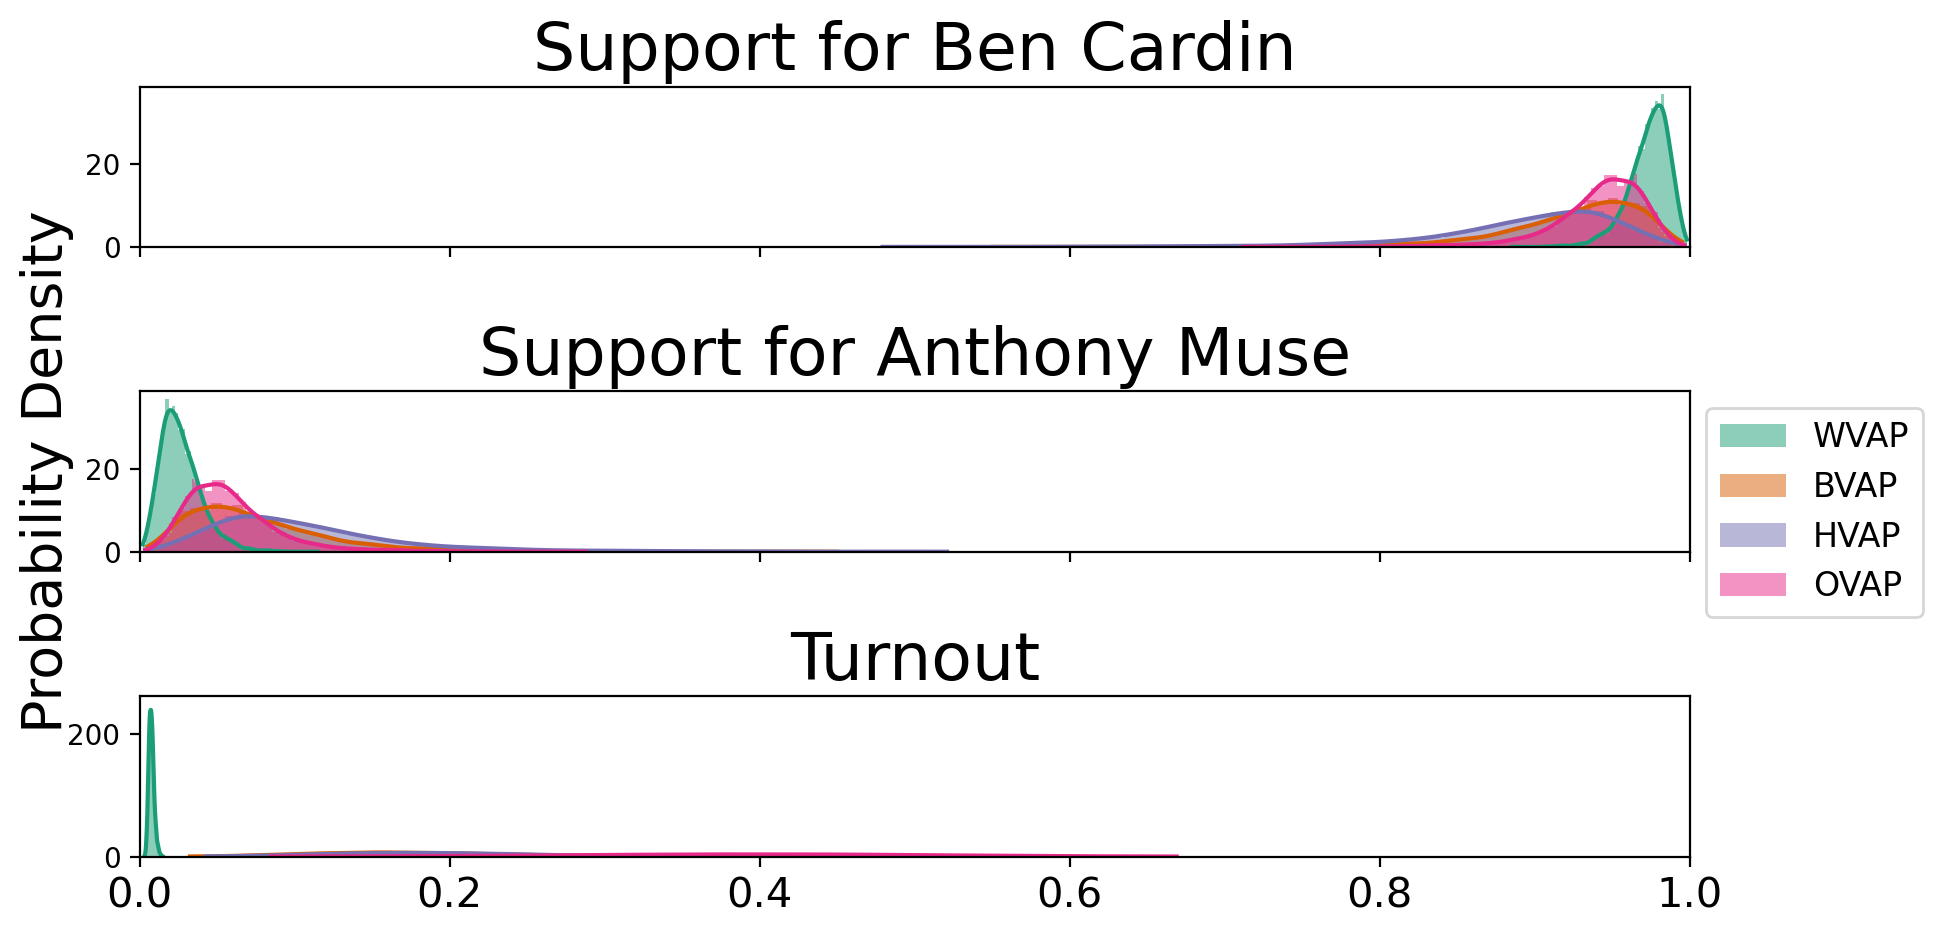 Support for Ben Cardin
20
0
Support for Anthony Muse
20
0
Probability Density
WVAP
BVAP
HVAP
OVAP
Turnout
200
0
0.0 0.2 0.4 0.6 0.8 1.0